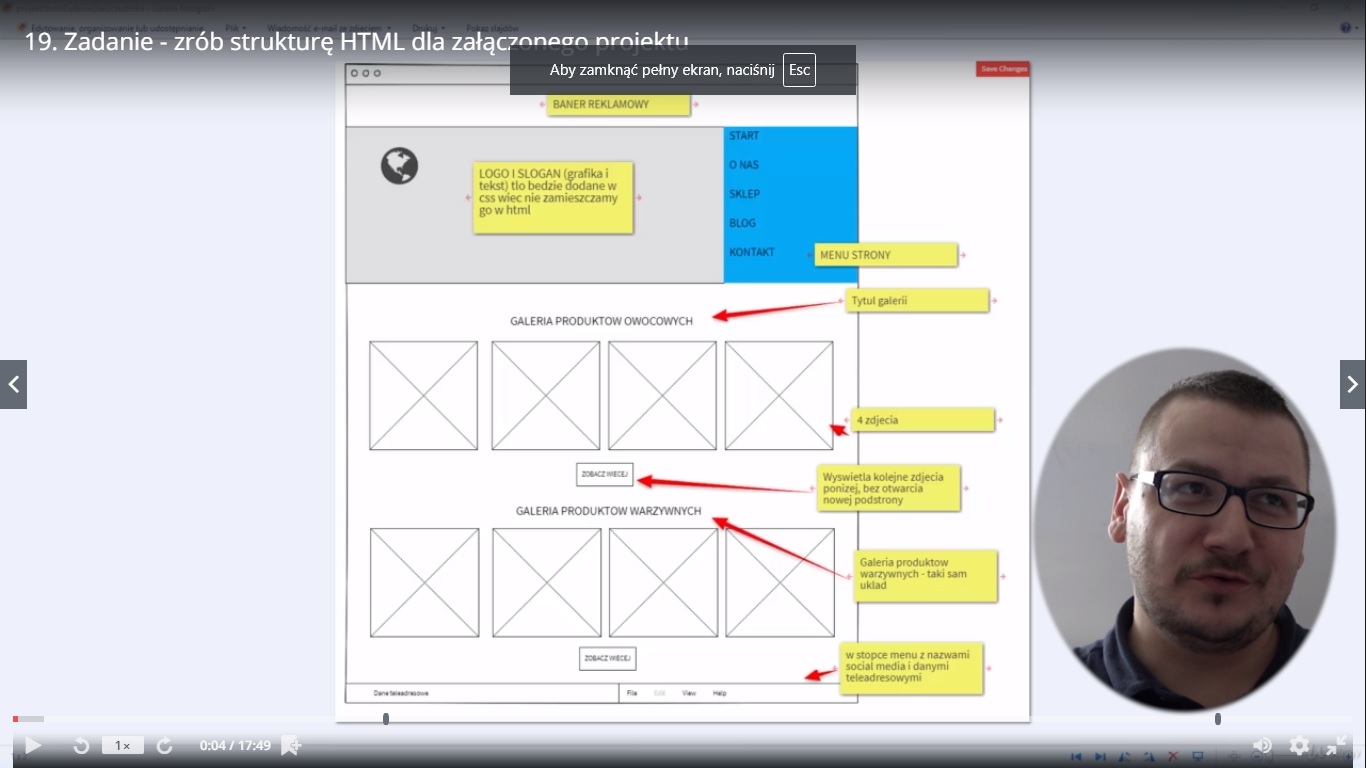 19. Zadanie - zrób strukturę HTML dla załączonego projektu
Aby zamknąć pełny ekran, naciśnij Esc
Save Changes
BANER REKLAMOWY
LOGO I SLOGAN (grafika i
tekst) tlo bedzie dodane w
css wiec nie zamieszczamy
go w html
START
O NAS
SKLEP
BLOG
KONTAKT
MENU STRONY
Tytul galerii
GALERIA PRODUKTOW OWOCOWYCH
4 zdjecia
ZOBACZ WIECEJ
Wyswietla kolejne zdjecia
ponizej, bez otwarcia
nowej podstrony
GALERIA PRODUKTOW WARZYWNYCH
Galeria produktow
warzywnych - taki sam
uklad
ZOBACZ WIECEJ
w stopce menu z nazwami
social media i danymi
teleadresowymi
Dane teleadresowe
File Edit View Help
1x
0:04 / 17:49